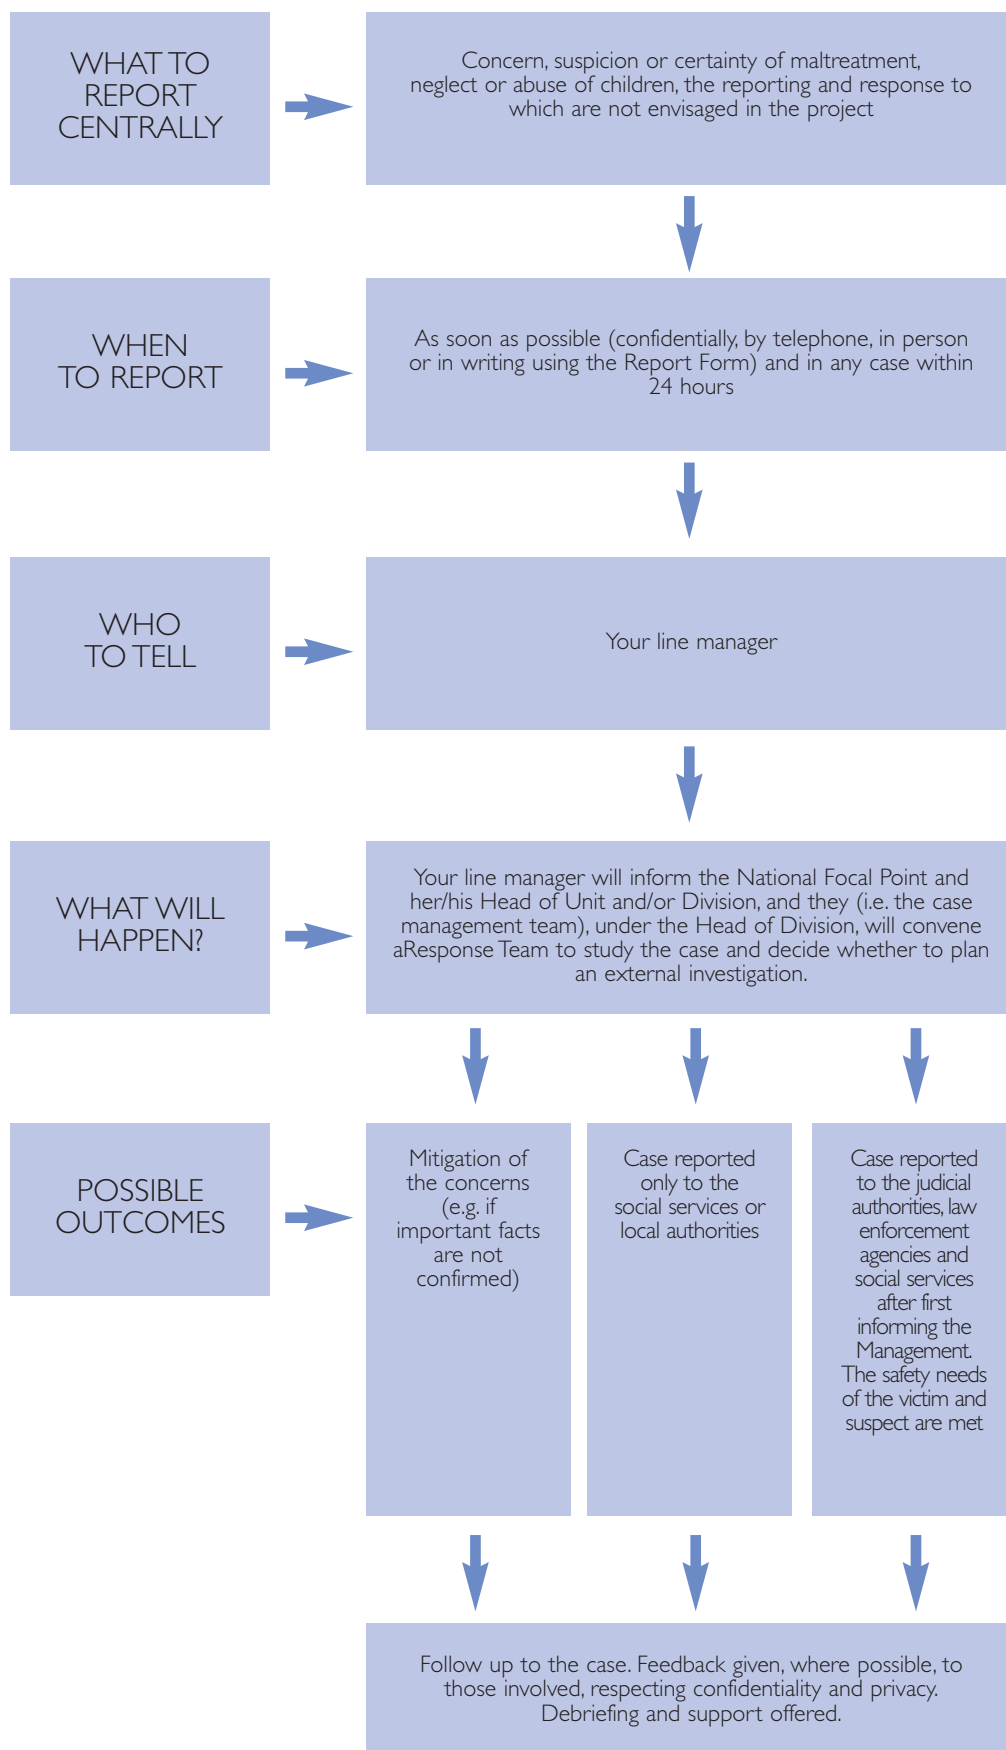 WHAT TO
REPORT
CENTRALLY
Concern, suspicion or certainty of maltreatment,
neglect or abuse of children, the reporting and response to
which are not envisaged in the project
WHEN
TO REPORT
As soon as possible (confidentially, by telephone, in person
or in writing using the Report Form) and in any case within
24 hours
WHO
TO TELL
Your line manager
WHAT WILL
HAPPEN?
Your line manager will inform the National Focal Point and
her/his Head of Unit and/or Division, and they (i.e. the case
management team), under the Head of Division, will convene
aResponse Team to study the case and decide whether to plan
an external investigation.
POSSIBLE
OUTCOMES
Mitigation of
the concerns
(e.g. if
important facts
are not
confirmed)
Case reported
only to the
social services or
local authorities
Case reported
to the judicial
authorities, law
enforcement
agencies and
social services
after first
informing the
Management.
The safety needs
of the victim and
suspect are met
Follow up to the case. Feedback given, where possible, to
those involved, respecting confidentiality and privacy.
Debriefing and support offered.